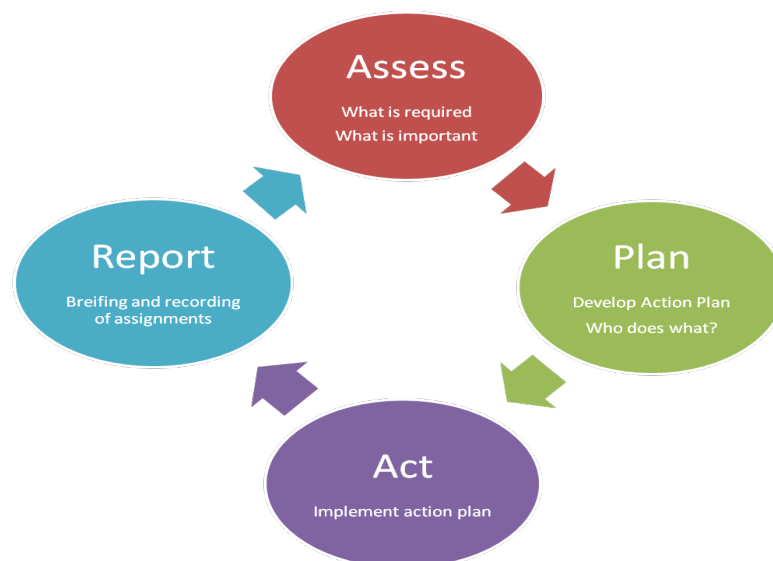 Assess
What is required
What is important
Plan
Develop Action Plan
Who does what?
Act
Implement action plan
Report
Breifing and recording
of assignments